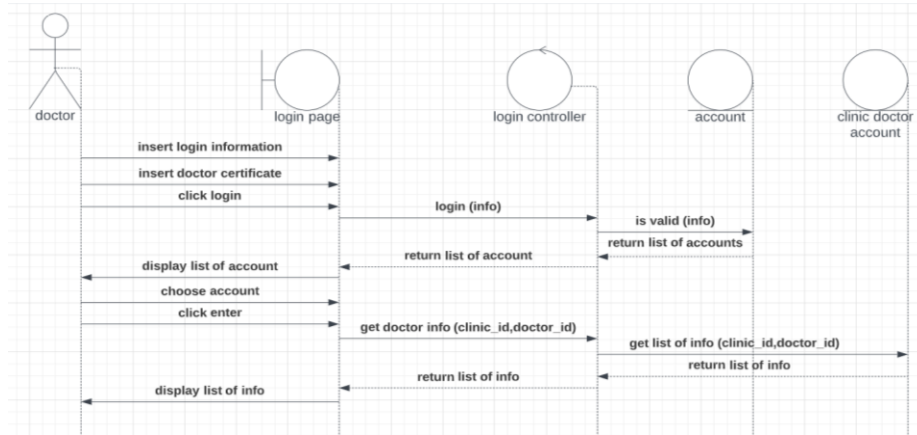 doctor
login page
login controller
account
clinic doctor
account
insert login information
insert doctor certificate
click login
login (info)
is valid (info)
return list of accounts
return list of account
display list of account
choose account
click enter
get doctor info (clinic_id,doctor_id)
get list of info (clinic_id,doctor_id)
return list of info
return list of info
display list of info